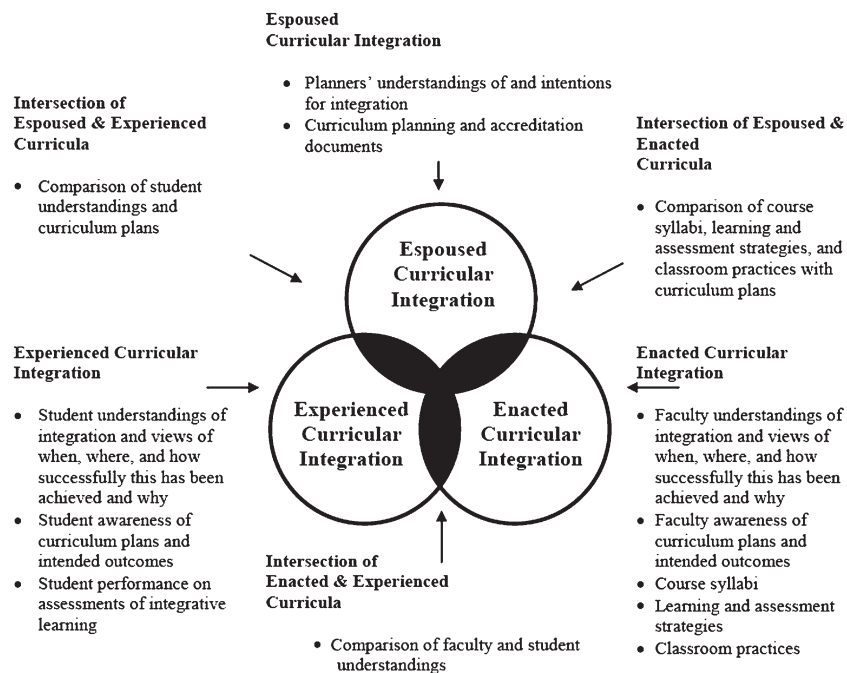 Espoused
Curricular Integration
• Planners' understandings of and intentions
for integration
• Curriculum planning and accreditation
documents
Intersection of
Espoused & Experienced
Curricula
• Comparison of student
understandings and
curriculum plans
Intersection of Espoused &
Enacted
Curricula
• Comparison of course
syllabi, learning and
assessment strategies, and
classroom practices with
curriculum plans
Espoused
Curricular
Integration
Experienced
Curricular
Integration
Enacted
Curricular
Integration
Experienced Curricular
Integration
• Student understandings of
integration and views of
when, where, and how
successfully this has been
achieved and why
• Student awareness of
curriculum plans and
intended outcomes
• Student performance on
assessments of integrative
learning
Enacted Curricular
Integration
• Faculty understandings of
integration and views of
when, where, and how
successfully this has been
achieved and why
• Faculty awareness of
curriculum plans and
intended outcomes
• Course syllabi
• Learning and assessment
strategies
• Classroom practices
Intersection of
Enacted & Experienced
Curricula
• Comparison of faculty and student
understandings